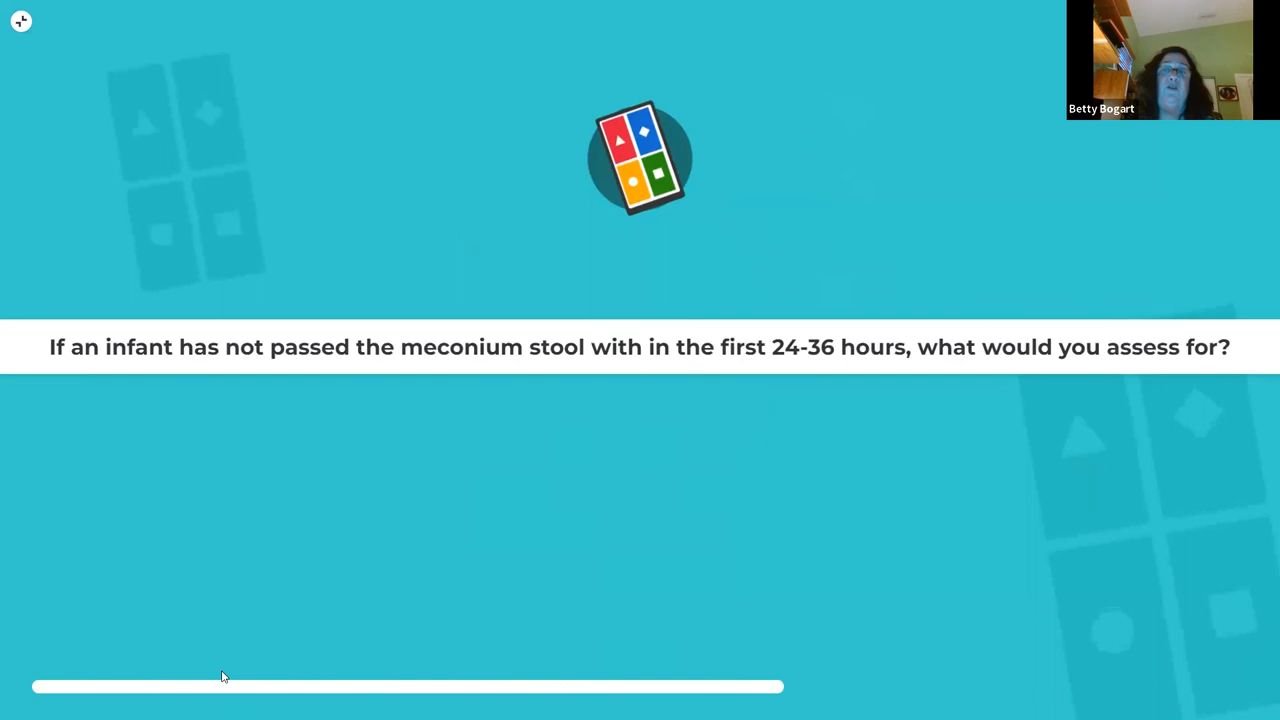 Betty Bogart
If an infant has not passed the meconium stool with in the first 24-36 hours, what would you assess for?